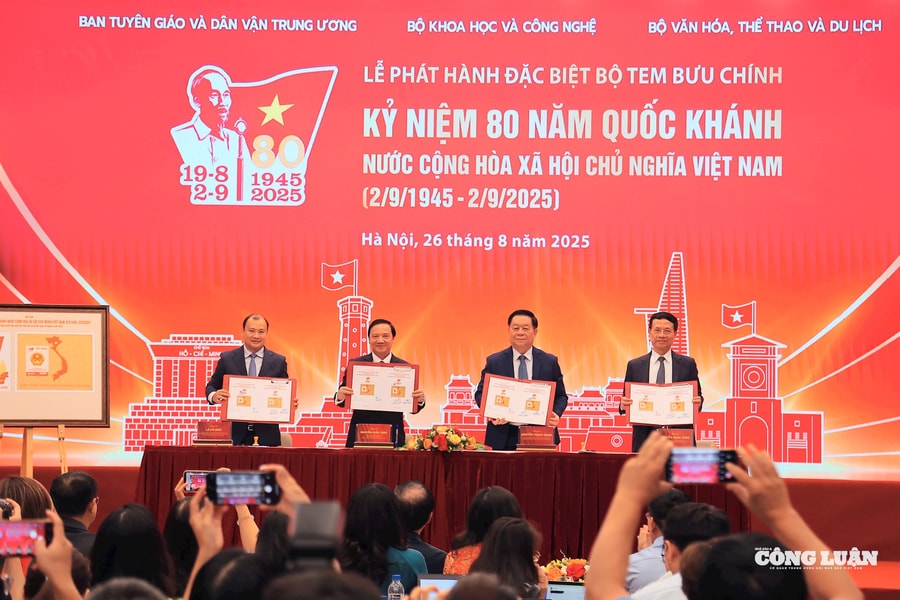 BAN TUYÊN GIÁO VÀ DÂN VẬN TRUNG ƯƠNG
BỘ KHOA HỌC VÀ CÔNG NGHỆ
BỘ VĂN HÓA, THỂ THAO VÀ DU LỊCH
LỄ PHÁT HÀNH ĐẶC BIỆT BỘ TEM BƯU CHÍNH
KỶ NIỆM 80 NĂM QUỐC KHÁNH
NƯỚC CỘNG HÒA XÃ HỘI CHỦ NGHĨA VIỆT NAM
(2/9/1945 - 2/9/2025)
Hà Nội, 26 tháng 8 năm 2025
80
19-8
2-9
1945
2025
HỒ - CHÍ - MINH
CÔNG LUẬN